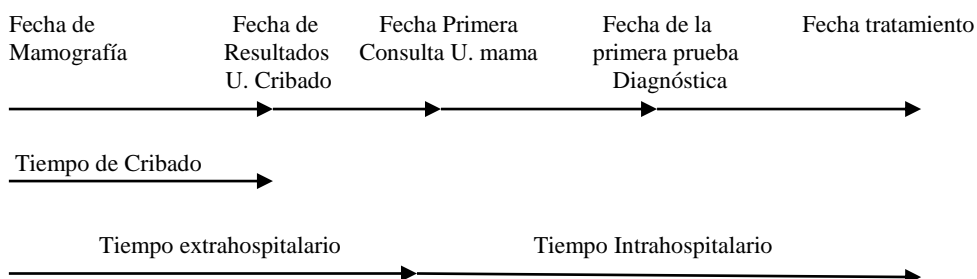 Fecha de Mamografía
Fecha de Resultados U. Cribado
Fecha Primera Consulta U. mama
Fecha de la primera prueba Diagnóstica
Fecha tratamiento
Tiempo de Cribado
Tiempo extrahospitalario
Tiempo Intrahospitalario